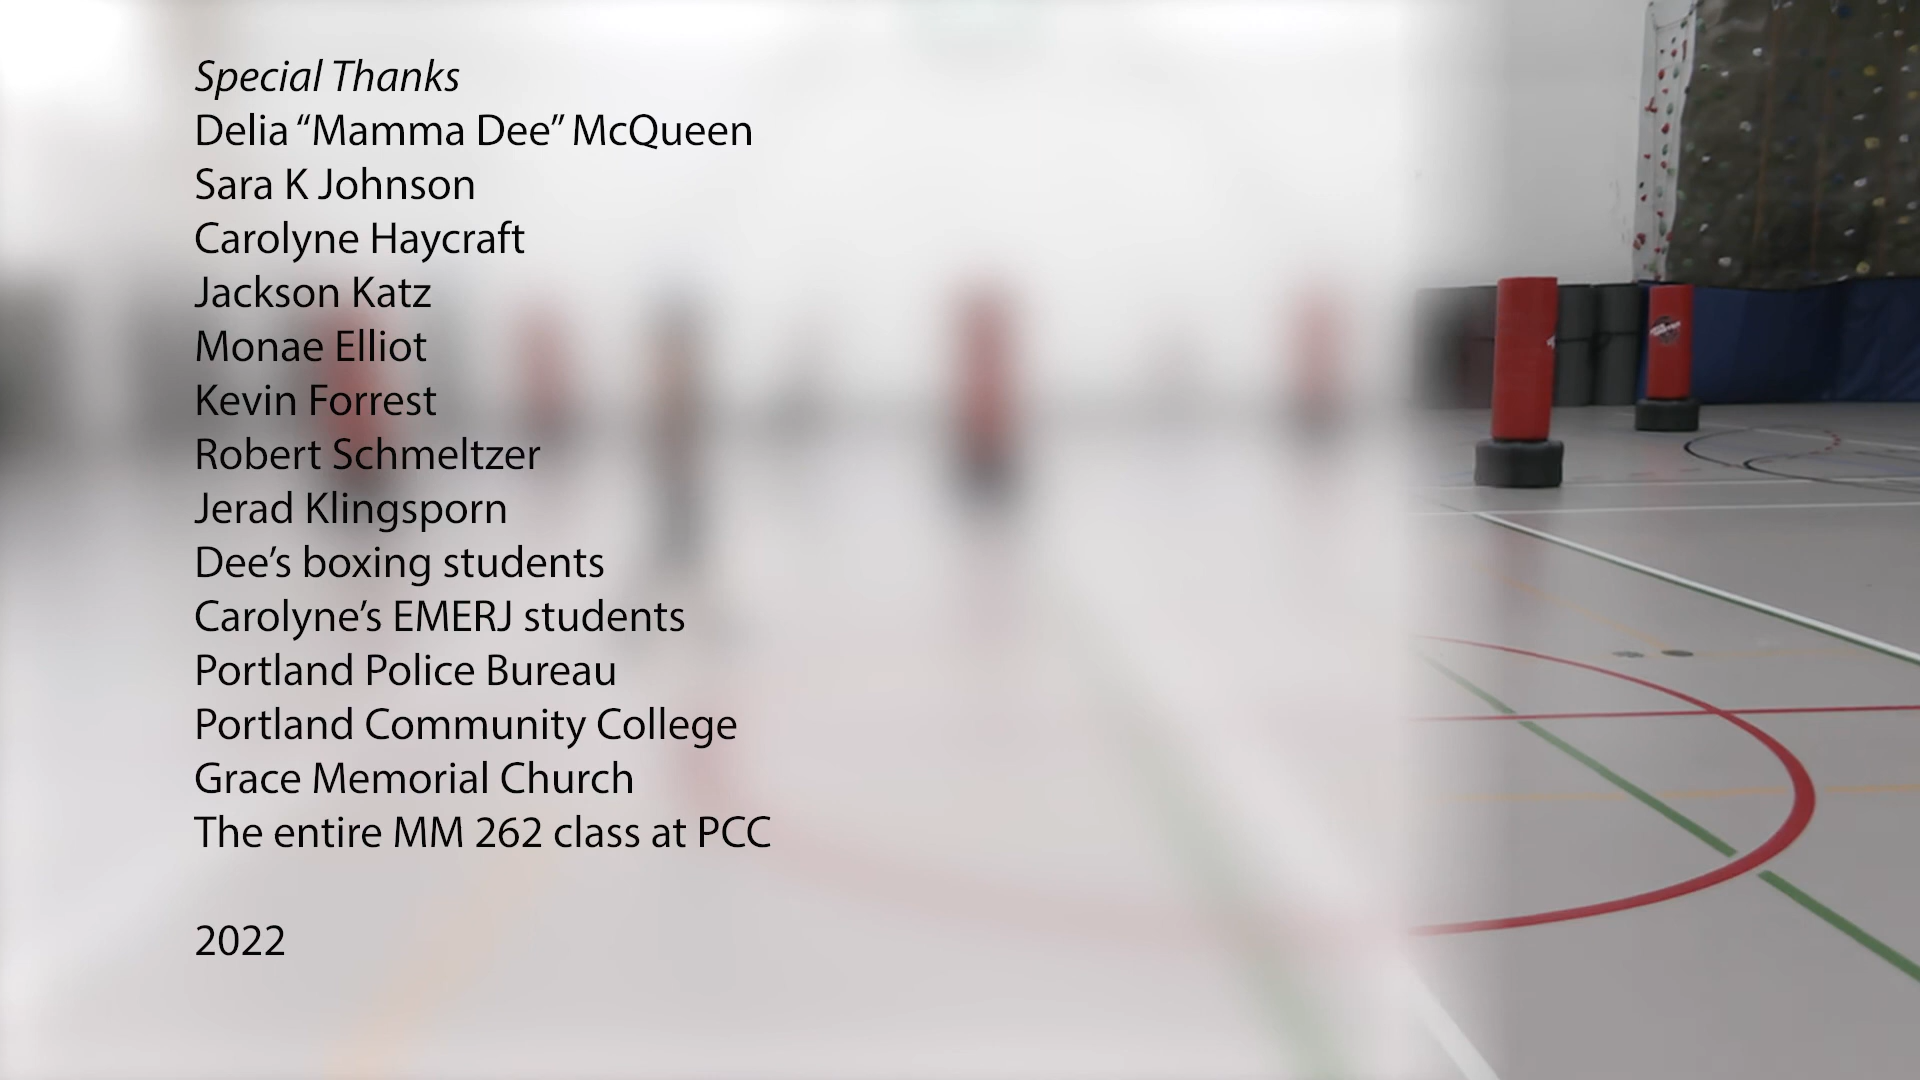 Special Thanks
Delia “Mamma Dee” McQueen
Sara K Johnson
Carolyne Haycraft
Jackson Katz
Monae Elliot
Kevin Forrest
Robert Schmeltzer
Jerad Klingsporn
Dee’s boxing students
Carolyne’s EMERJ students
Portland Police Bureau
Portland Community College
Grace Memorial Church
The entire MM 262 class at PCC
2022